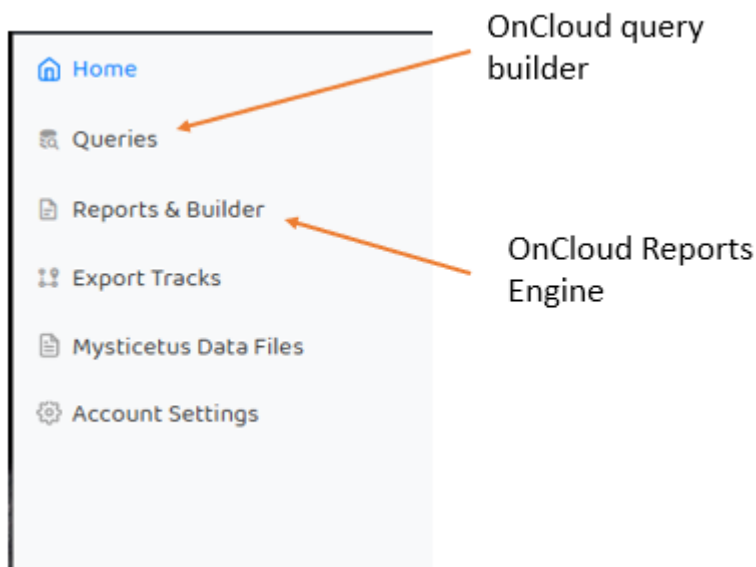 OnCloud query
builder
Home
Queries
Reports & Builder
OnCloud Reports
Engine
Export Tracks
Mysticetus Data Files
Account Settings